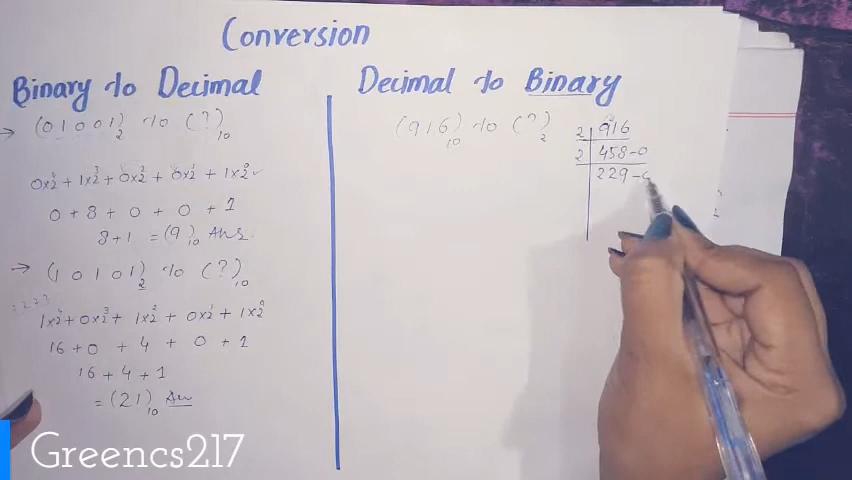 Conversion
Binary to Decimal
→ (01001)₂ to (?)₁₀
0x2⁴ + 1x2³ + 0x2² + 0x2¹ + 1x2⁰
0 + 8 + 0 + 0 + 1
8+1 = (9)₁₀ Ans.
→ (10101)₂ to (?)₁₀
1x2⁴ + 0x2³ + 1x2² + 0x2¹ + 1x2⁰
16 + 0 + 4 + 0 + 1
16 + 4 + 1
= (21)₁₀ Ans
Decimal to Binary
(916)₁₀ to (?)₂
2 | 916
2 | 458-0
229-
Greencs217